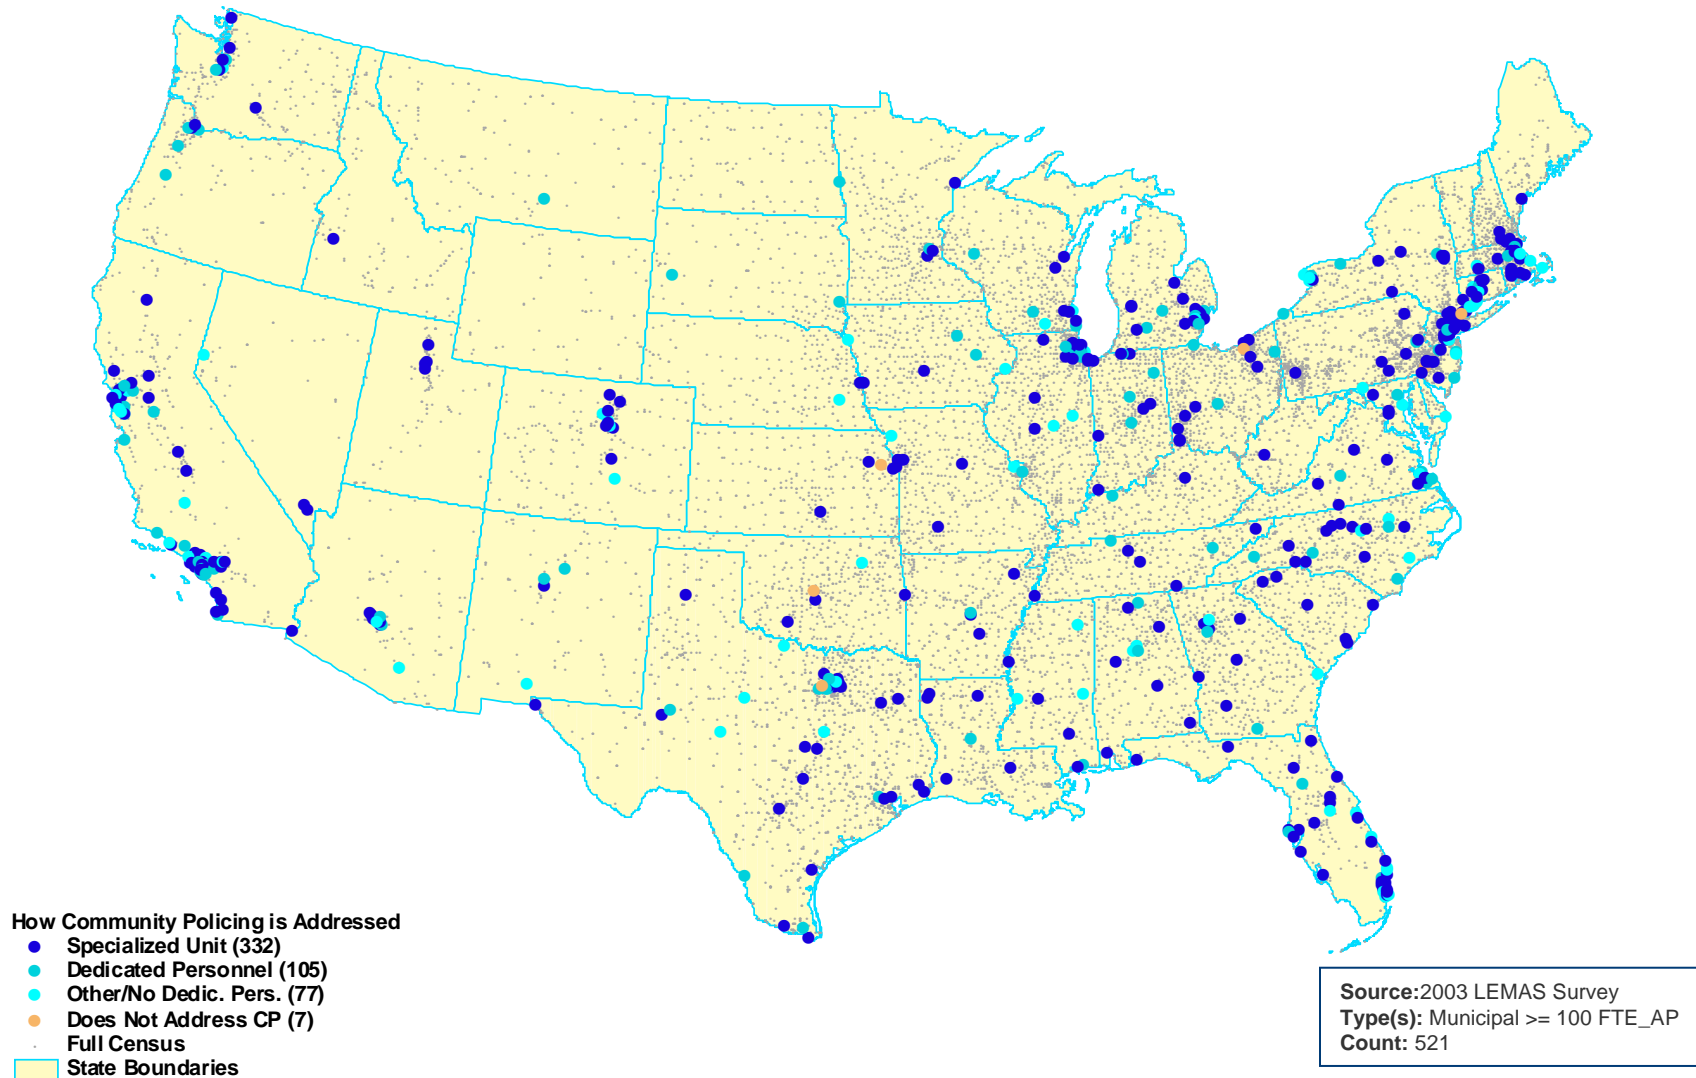 How Community Policing is Addressed
Specialized Unit (332)
Dedicated Personnel (105)
Other/No Dedic. Pers. (77)
Does Not Address CP (7)
Full Census
State Boundaries
Source:2003 LEMAS Survey
Type(s): Municipal >= 100 FTE_AP
Count: 521